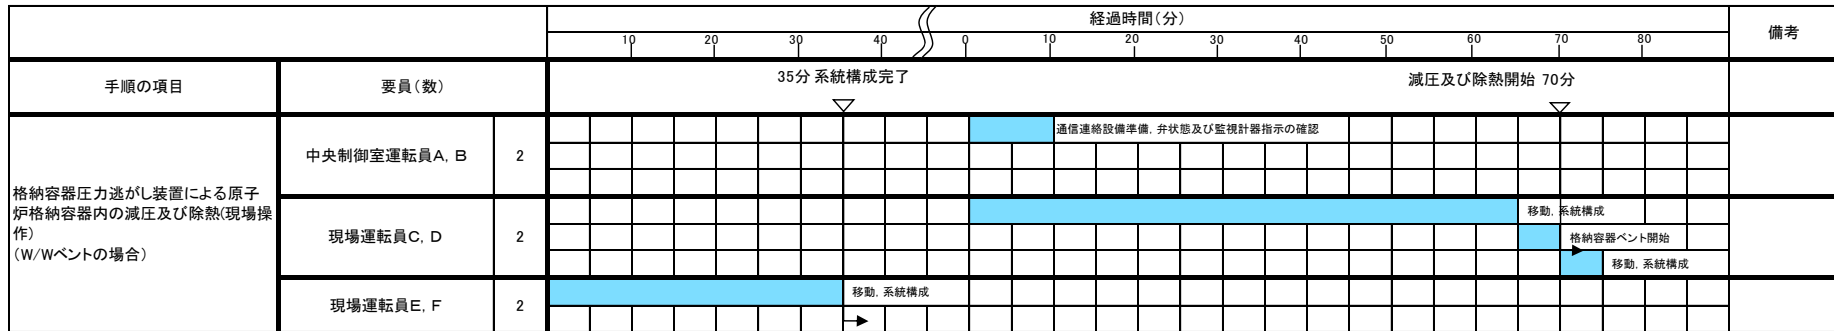 経過時間(分)
備考
10 20 30 40 0 10 20 30 40 50 60 70 80
手順の項目
要員(数)
35分 系統構成完了
減圧及び除熱開始 70分
格納容器圧力逃がし装置による原子
炉格納容器内の減圧及び除熱(現場操
作)
(W/Wベントの場合)
中央制御室運転員A, B
2
通信連絡設備準備, 弁状態及び監視計器指示の確認
現場運転員C, D
2
移動, 系統構成
格納容器ベント開始
移動, 系統構成
現場運転員E, F
2
移動, 系統構成